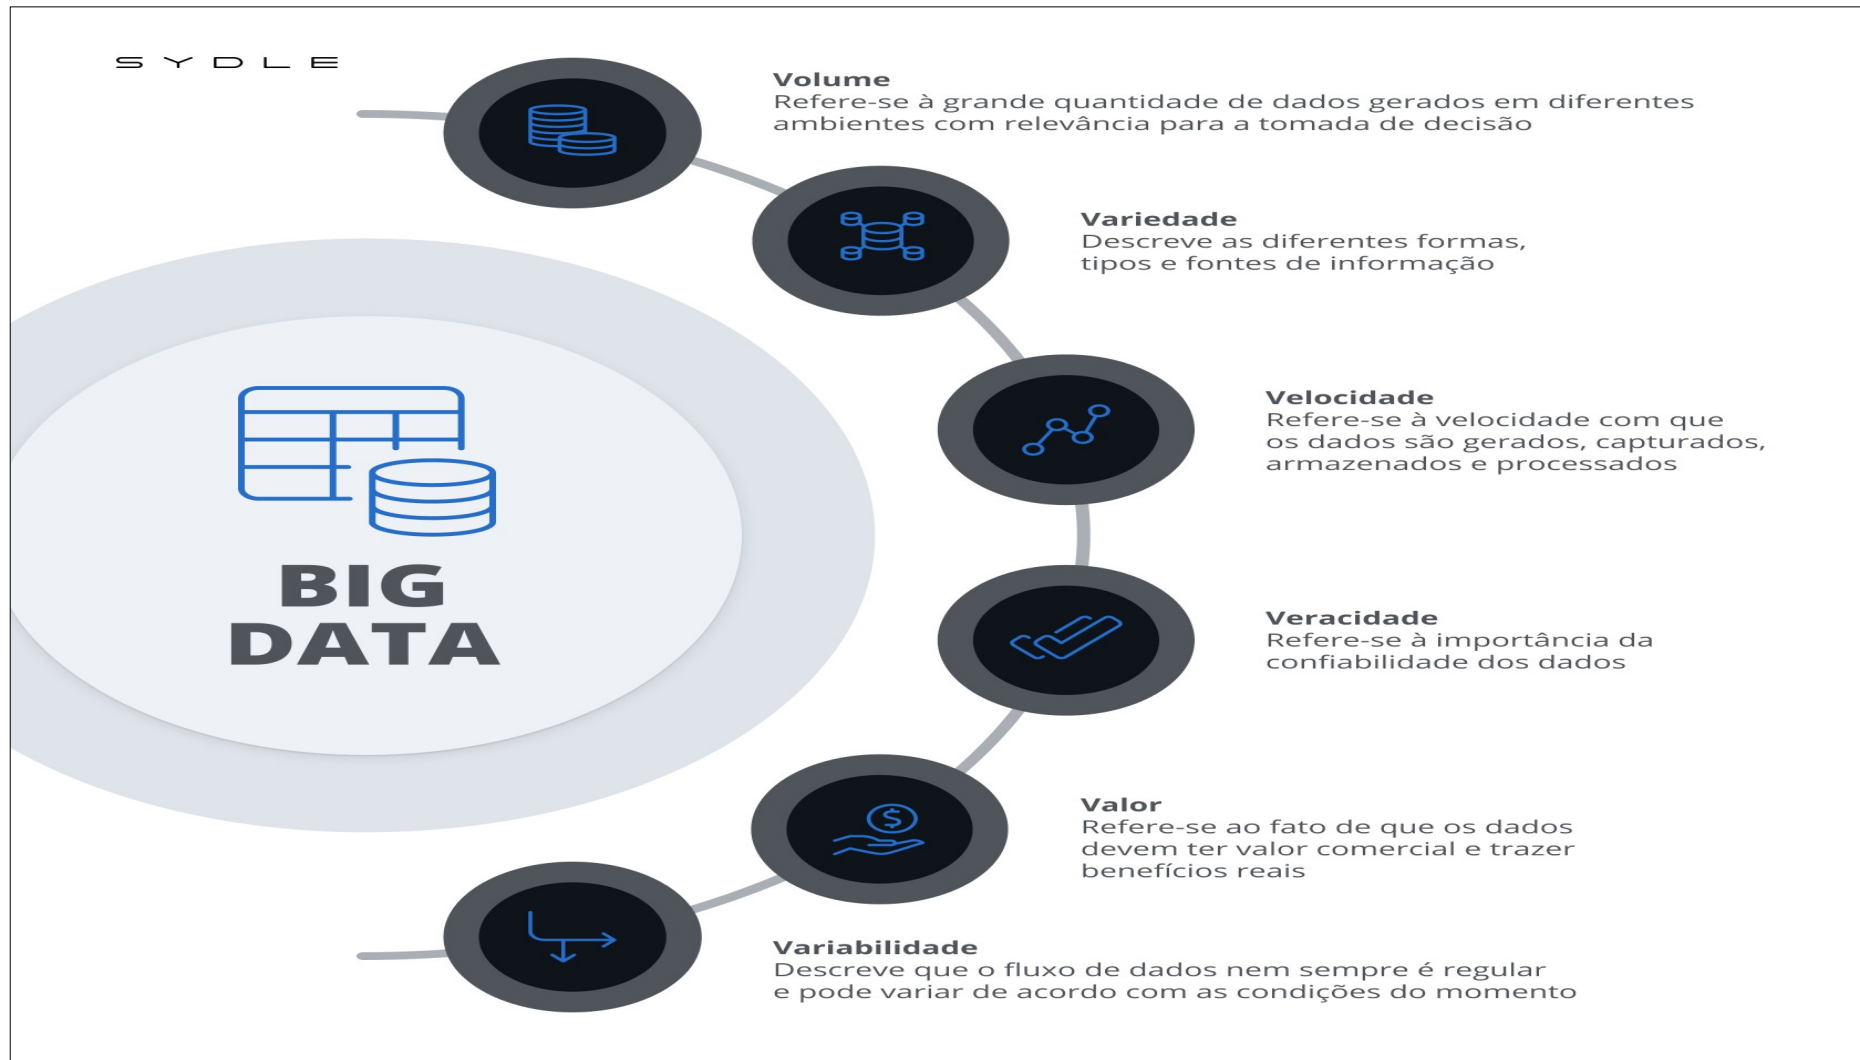 SYDLE
Volume
Refere-se à grande quantidade de dados gerados em diferentes
ambientes com relevância para a tomada de decisão
Variedade
Descreve as diferentes formas,
tipos e fontes de informação
Velocidade
Refere-se à velocidade com que
os dados são gerados, capturados,
armazenados e processados
BIG
DATA
Veracidade
Refere-se à importância da
confiabilidade dos dados
Valor
Refere-se ao fato de que os dados
devem ter valor comercial e trazer
benefícios reais
Variabilidade
Descreve que o fluxo de dados nem sempre é regular
e pode variar de acordo com as condições do momento